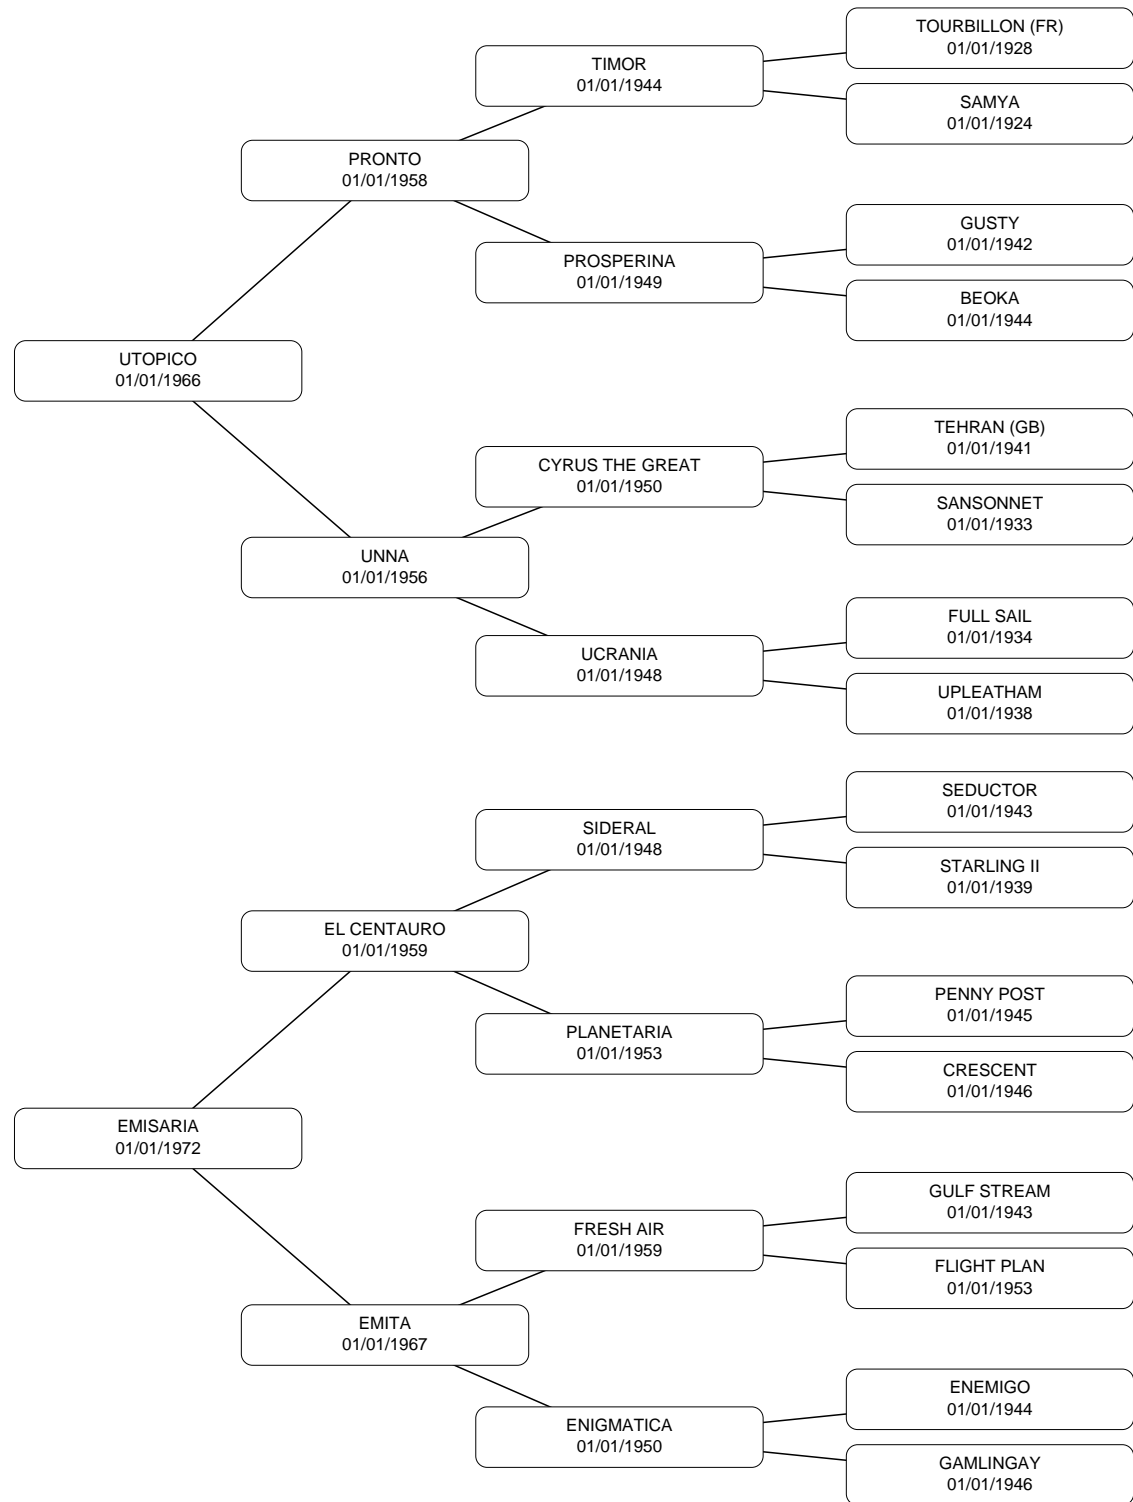 TOURBILLON (FR)
01/01/1928
TIMOR
01/01/1944
SAMYA
01/01/1924
PRONTO
01/01/1958
GUSTY
01/01/1942
PROSPERINA
01/01/1949
BEOKA
01/01/1944
UTOPICO
01/01/1966
TEHRAN (GB)
01/01/1941
CYRUS THE GREAT
01/01/1950
SANSONNET
01/01/1933
UNNA
01/01/1956
FULL SAIL
01/01/1934
UCRANIA
01/01/1948
UPLEATHAM
01/01/1938
SEDUCTOR
01/01/1943
SIDERAL
01/01/1948
STARLING II
01/01/1939
EL CENTAURO
01/01/1959
PENNY POST
01/01/1945
PLANETARIA
01/01/1953
CRESCENT
01/01/1946
EMISARIA
01/01/1972
GULF STREAM
01/01/1943
FRESH AIR
01/01/1959
FLIGHT PLAN
01/01/1953
EMITA
01/01/1967
ENEMIGO
01/01/1944
ENIGMATICA
01/01/1950
GAMLINGAY
01/01/1946